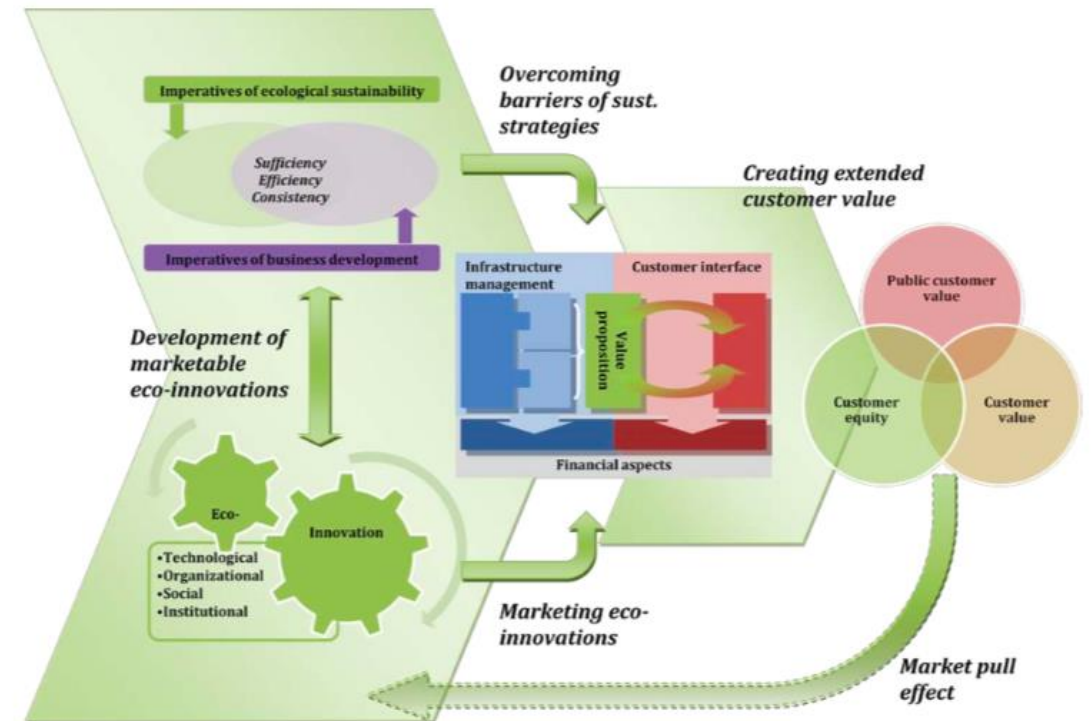 Imperatives of ecological sustainability
Sufficiency
Efficiency
Consistency
Imperatives of business development
Overcoming
barriers of sust.
strategies
Creating extended
customer value
Infrastructure
management
Customer interface
Value
proposition
Financial aspects
Public customer
value
Customer
equity
Customer
value
Development of
marketable
eco-innovations
Eco-
Innovation
•Technological
•Organizational
•Social
•Institutional
Marketing eco-
innovations
Market pull
effect